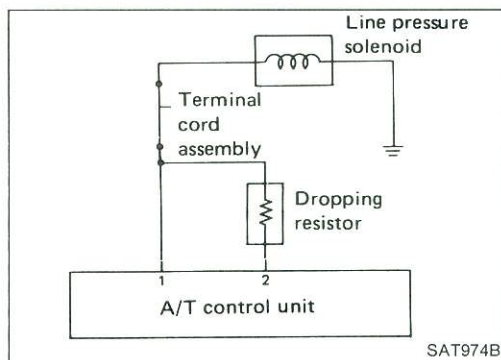 Line pressure
solenoid
Terminal
cord
assembly
Dropping
resistor
1
2
A/T control unit
SAT974B